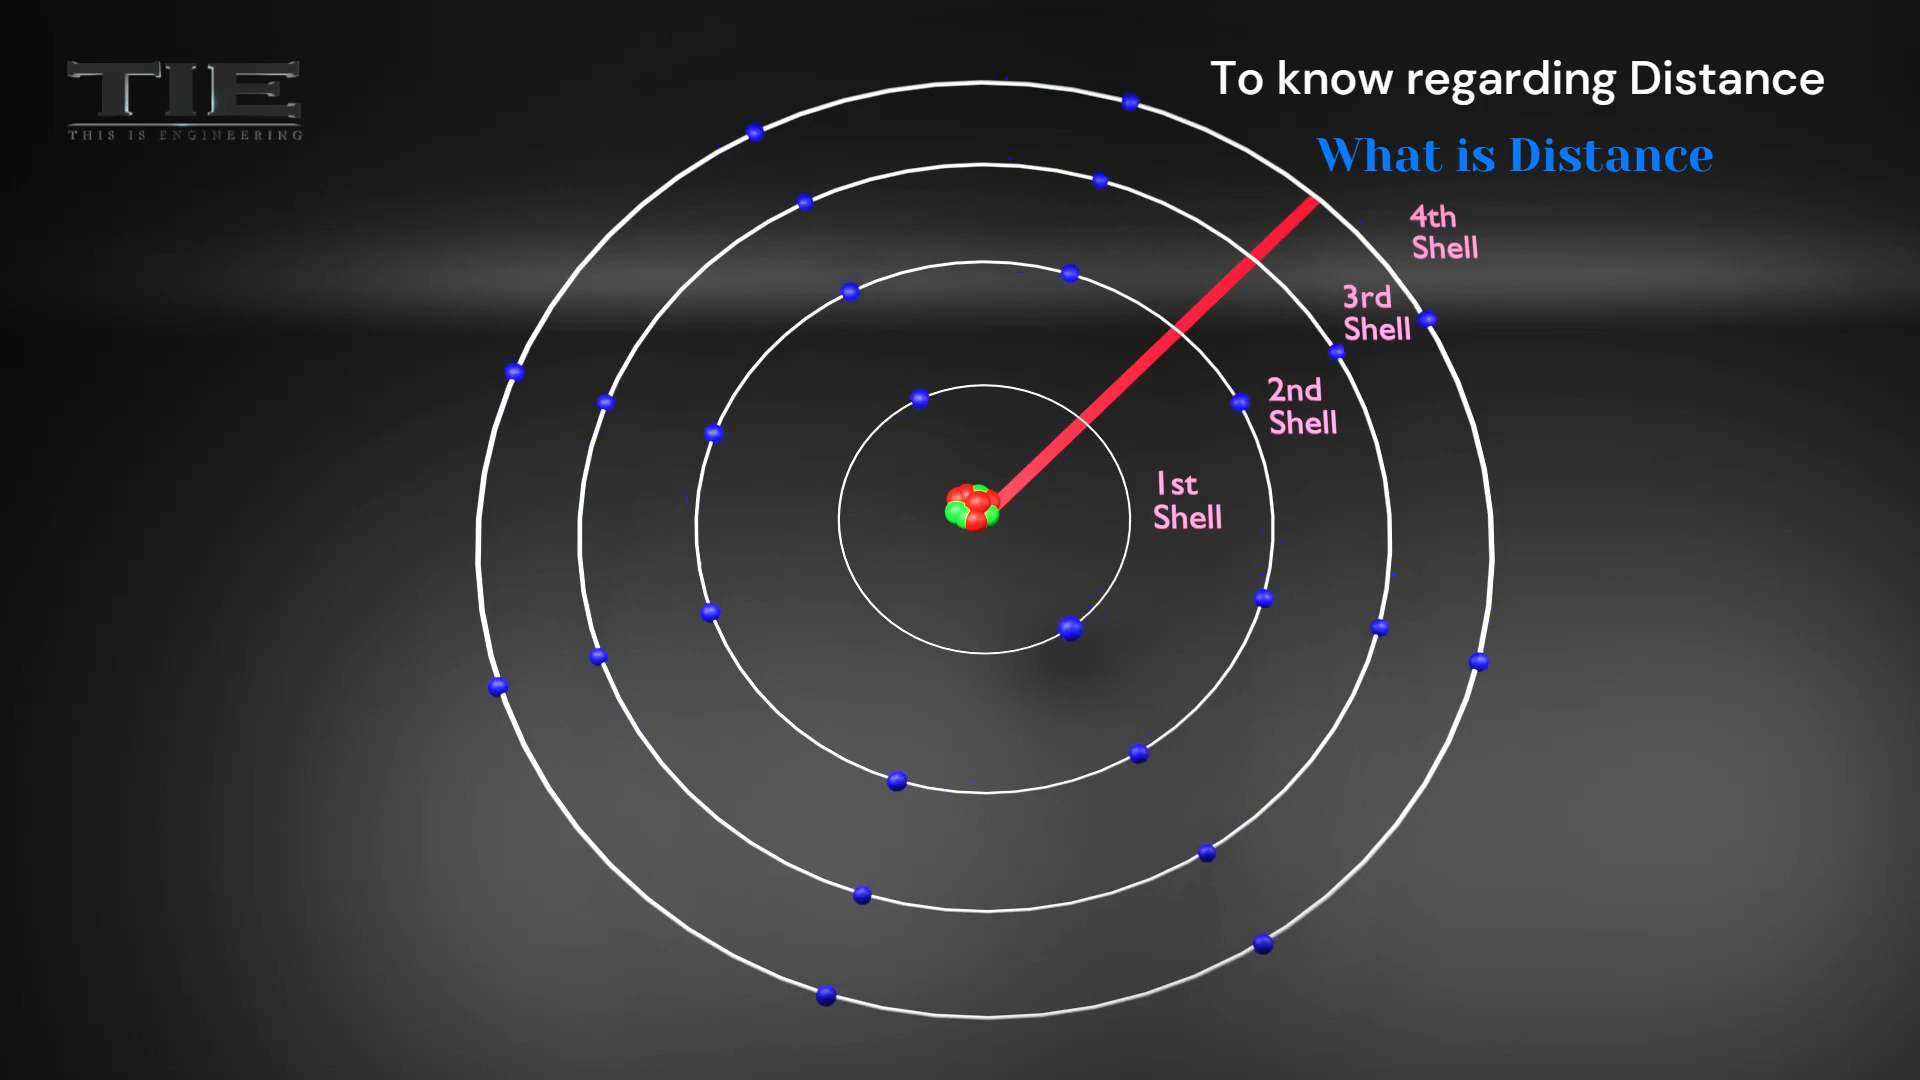 TIE
THIS IS ENGINEERING
To know regarding Distance
What is Distance
4th
Shell
3rd
Shell
2nd
Shell
1st
Shell